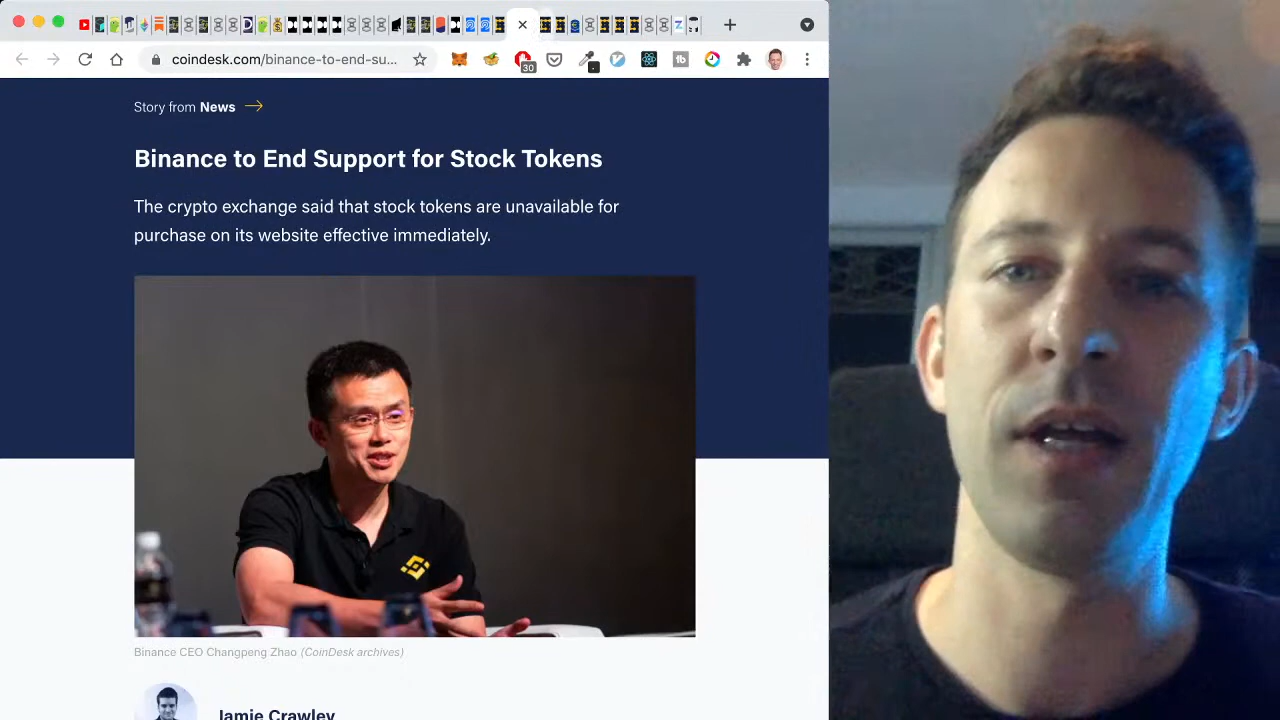 coindesk.com/binance-to-end-su...
30
Story from News →
Binance to End Support for Stock Tokens
The crypto exchange said that stock tokens are unavailable for
purchase on its website effective immediately.
Binance CEO Changpeng Zhao (CoinDesk archives)
Jamie Crawley